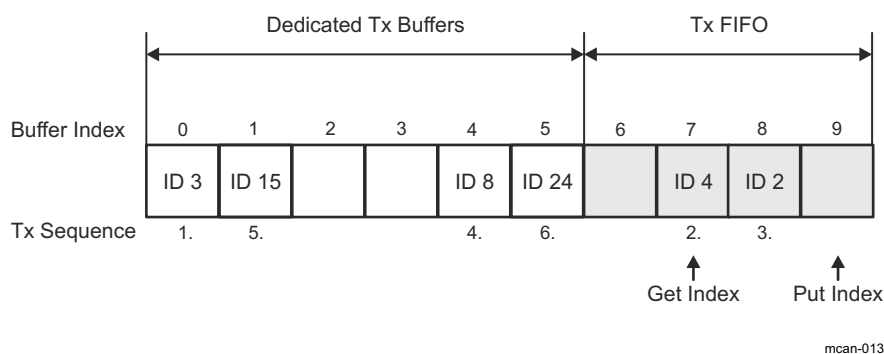 Dedicated Tx Buffers Tx FIFO
Buffer Index 0 1 2 3 4 5 6 7 8 9
ID 3 ID 15 ID 8 ID 24 ID 4 ID 2
Tx Sequence 1. 5. 4. 6. 2. 3.
Get Index Put Index
mcan-013